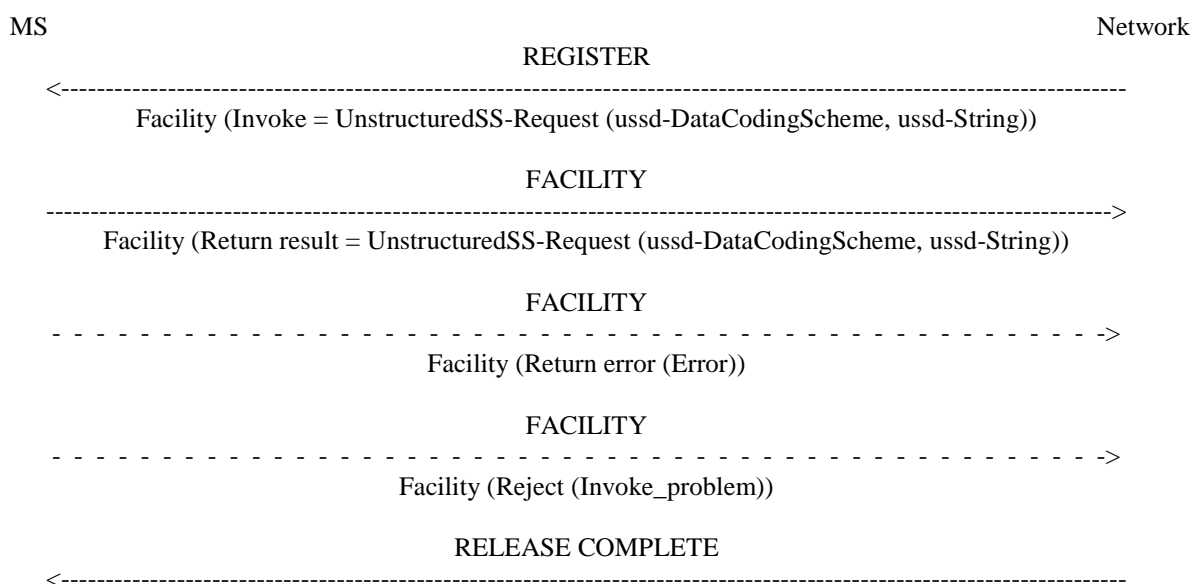 MS Network
REGISTER
<------------------------------------------------------------------------------------------------------------------------
Facility (Invoke = UnstructuredSS-Request (ussd-DataCodingScheme, ussd-String))
FACILITY
------------------------------------------------------------------------------------------------------------------------>
Facility (Return result = UnstructuredSS-Request (ussd-DataCodingScheme, ussd-String))
FACILITY
- - - - - - - - - - - - - - - - - - - - - - - - - - - - - - - - - - - - - - - - - - - - - - - ->
Facility (Return error (Error))
FACILITY
- - - - - - - - - - - - - - - - - - - - - - - - - - - - - - - - - - - - - - - - - - - - - - - ->
Facility (Reject (Invoke_problem))
RELEASE COMPLETE
<------------------------------------------------------------------------------------------------------------------------